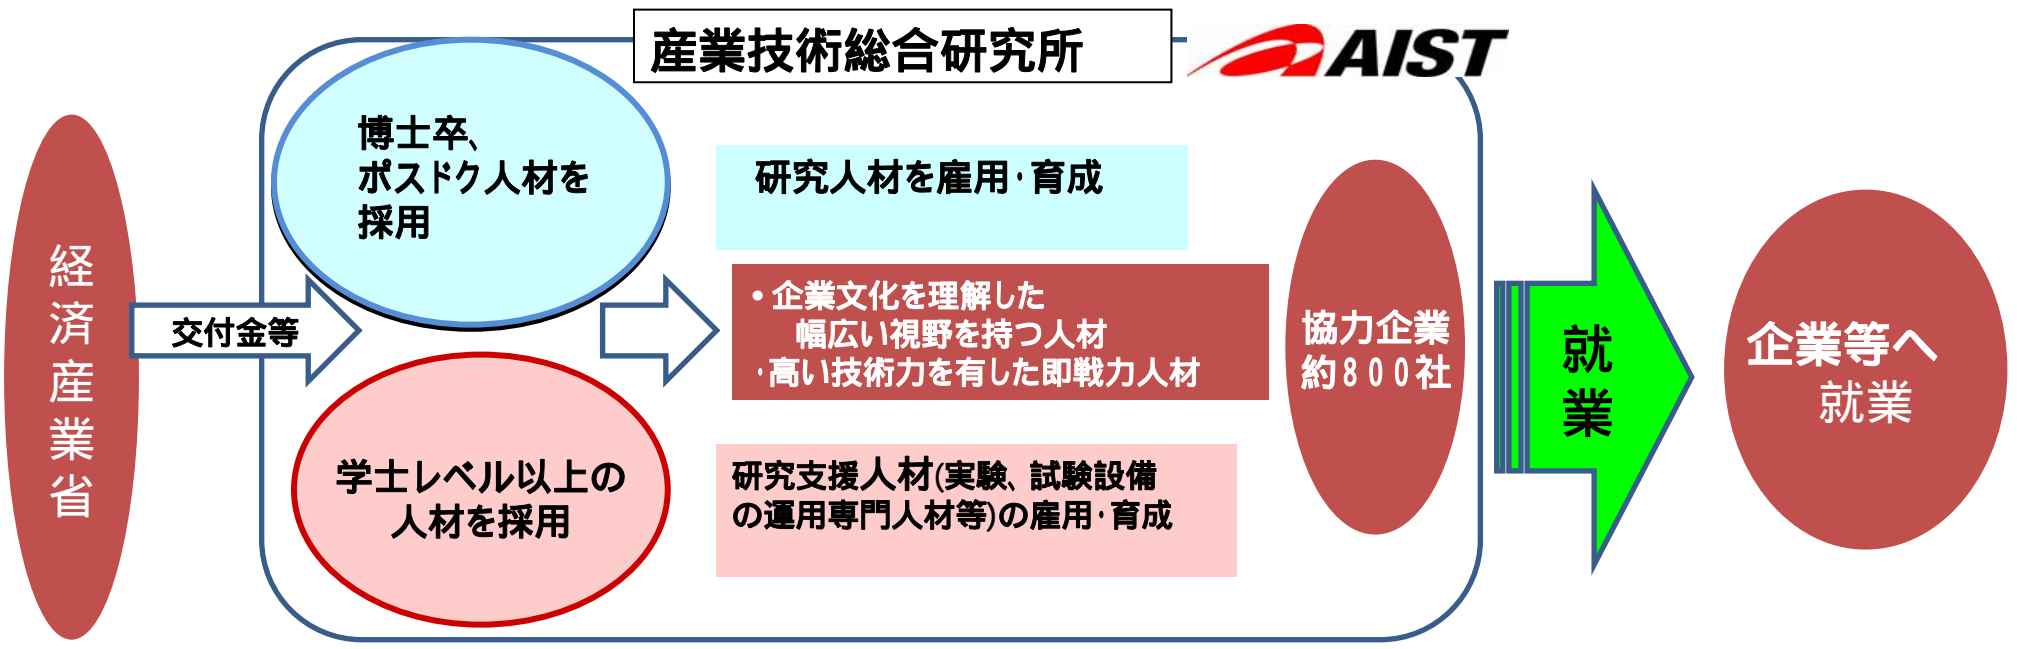 産業技術総合研究所
AIST
経済産業省
交付金等
博士卒、
ポスドク人材を
採用
学士レベル以上の
人材を採用
研究人材を雇用・育成
・企業文化を理解した
幅広い視野を持つ人材
・高い技術力を有した即戦力人材
研究支援人材(実験、試験設備
の運用専門人材等)の雇用・育成
協力企業
約800社
就業
企業等へ
就業